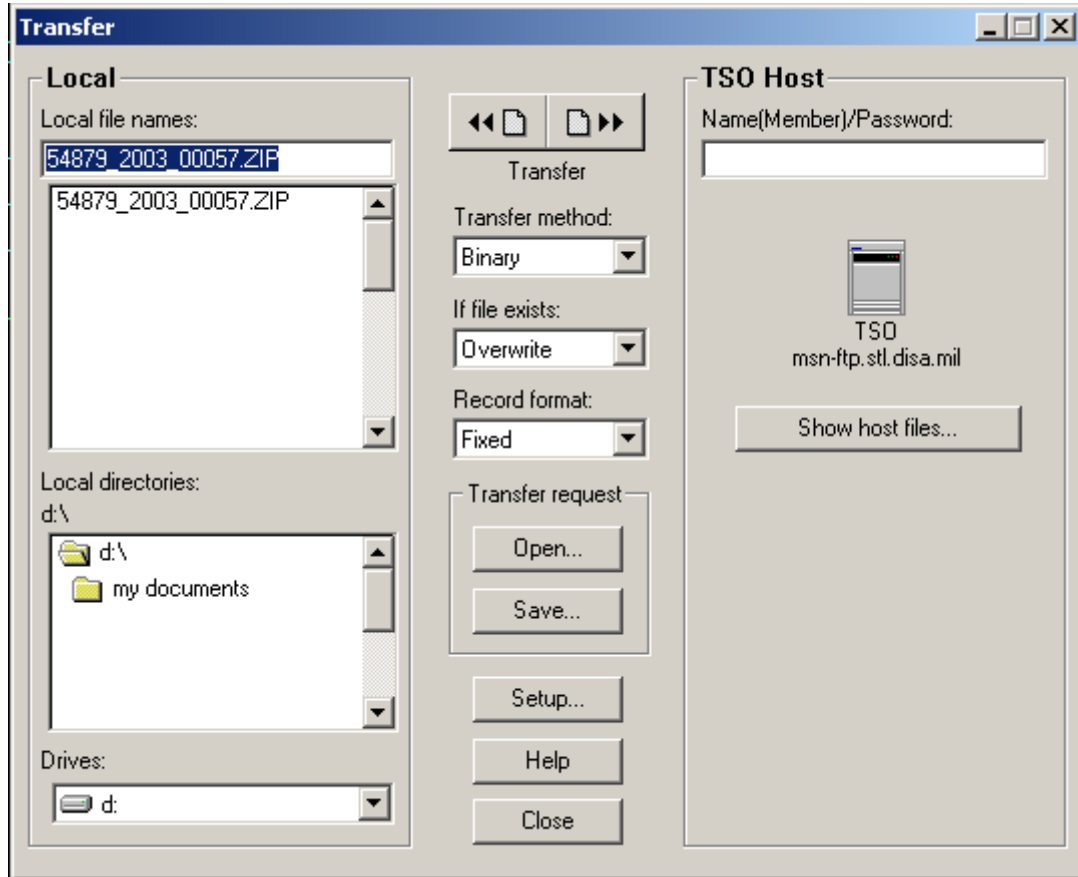 Transfer
Local
Local file names:
54879_2003_00057.ZIP
54879_2003_00057.ZIP
Local directories:
d:\
d:\
my documents
Drives:
d:
Transfer
Transfer method:
Binary
If file exists:
Overwrite
Record format:
Fixed
Transfer request
Open...
Save...
Setup...
Help
Close
TSO Host
Name(Member)/Password:
TSO
msn-ftp.stl.disa.mil
Show host files...